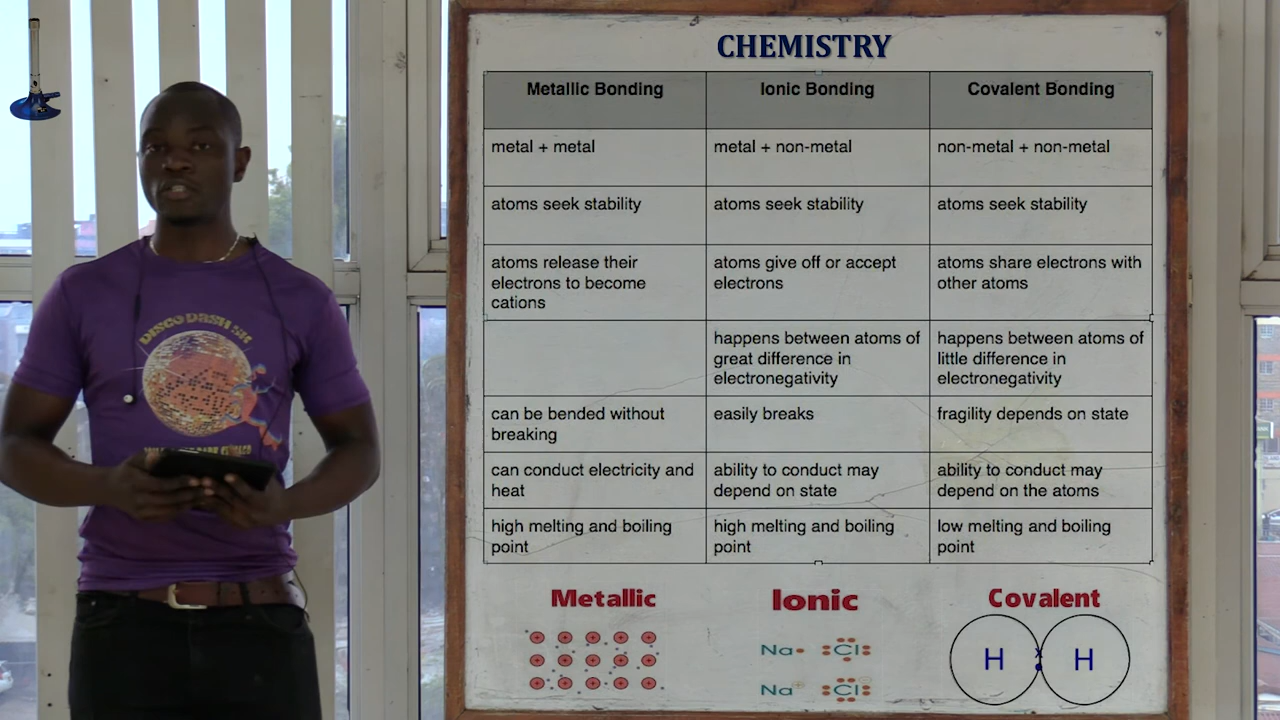 CHEMISTRY
Metallic Bonding
Ionic Bonding
Covalent Bonding
metal + metal
metal + non-metal
non-metal + non-metal
atoms seek stability
atoms seek stability
atoms seek stability
atoms release their
electrons to become
cations
atoms give off or accept
electrons
atoms share electrons with
other atoms
happens between atoms of
great difference in
electronegativity
happens between atoms of
little difference in
electronegativity
can be bended without
breaking
easily breaks
fragility depends on state
can conduct electricity and
heat
ability to conduct may
depend on state
ability to conduct may
depend on the atoms
high melting and boiling
point
high melting and boiling
point
low melting and boiling
point
Metallic
Ionic
Covalent
Na Cl
Na+ Cl
H H
DISCO DASH 5K